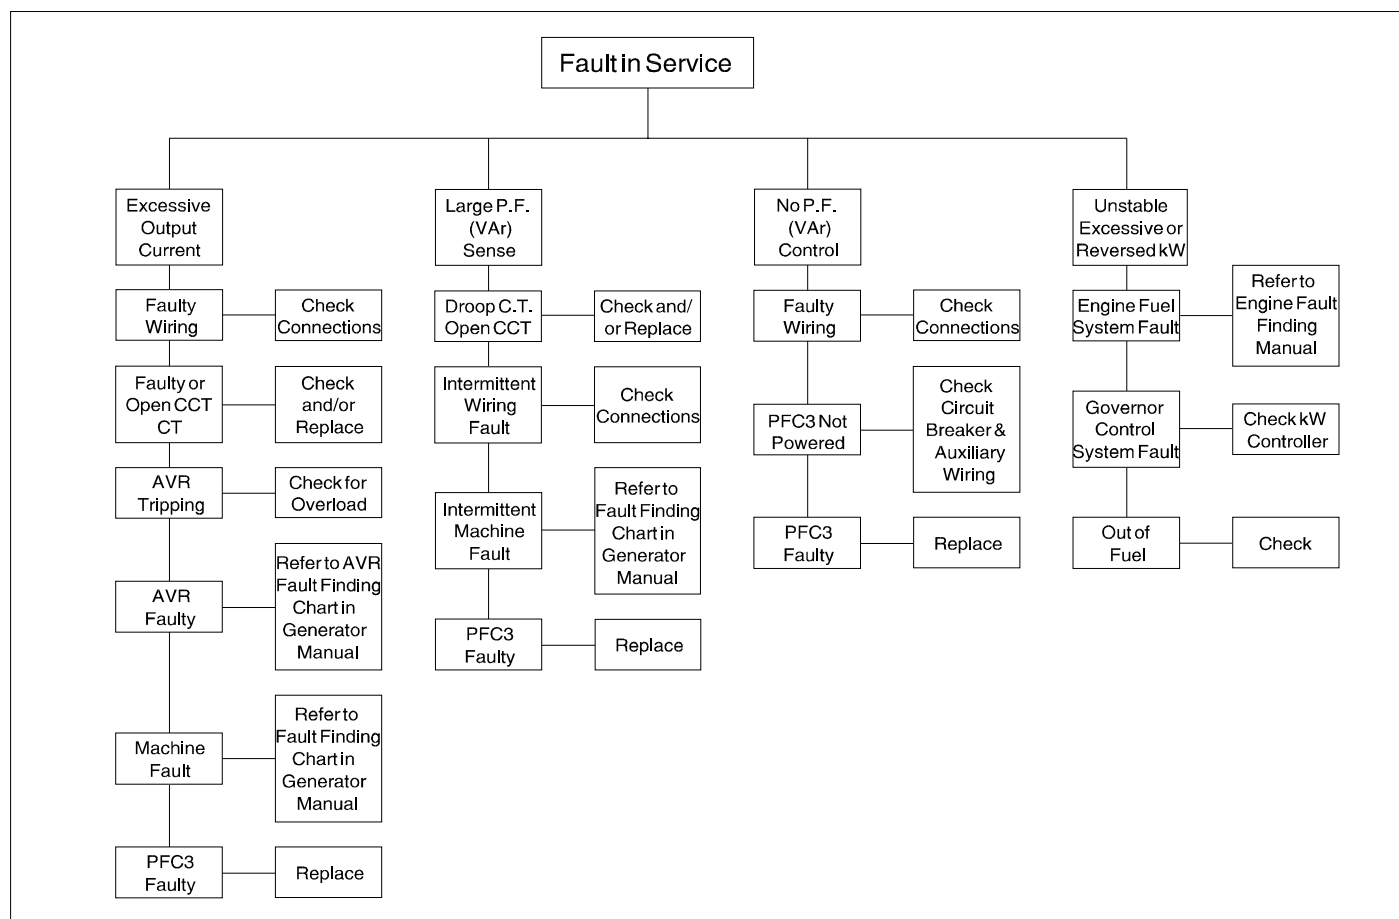 Fault in Service
Excessive
Output
Current
Faulty
Wiring
Check
Connections
Faulty or
Open CCT
CT
Check
and/or
Replace
AVR
Tripping
Check for
Overload
AVR
Faulty
Refer to AVR
Fault Finding
Chart in
Generator
Manual
Machine
Fault
Refer to
Fault Finding
Chart in
Generator
Manual
PFC3
Faulty
Replace
Large P.F.
(VAr)
Sense
Droop C.T.
Open CCT
Check and/
or Replace
Intermittent
Wiring
Fault
Check
Connections
Intermittent
Machine
Fault
Refer to
Fault Finding
Chart in
Generator
Manual
PFC3
Faulty
Replace
No P.F.
(VAr)
Control
Faulty
Wiring
Check
Connections
PFC3 Not
Powered
Check
Circuit
Breaker &
Auxiliary
Wiring
PFC3
Faulty
Replace
Unstable
Excessive or
Reversed kW
Engine Fuel
System Fault
Refer to
Engine Fault
Finding
Manual
Governor
Control
System Fault
Check kW
Controller
Out of
Fuel
Check